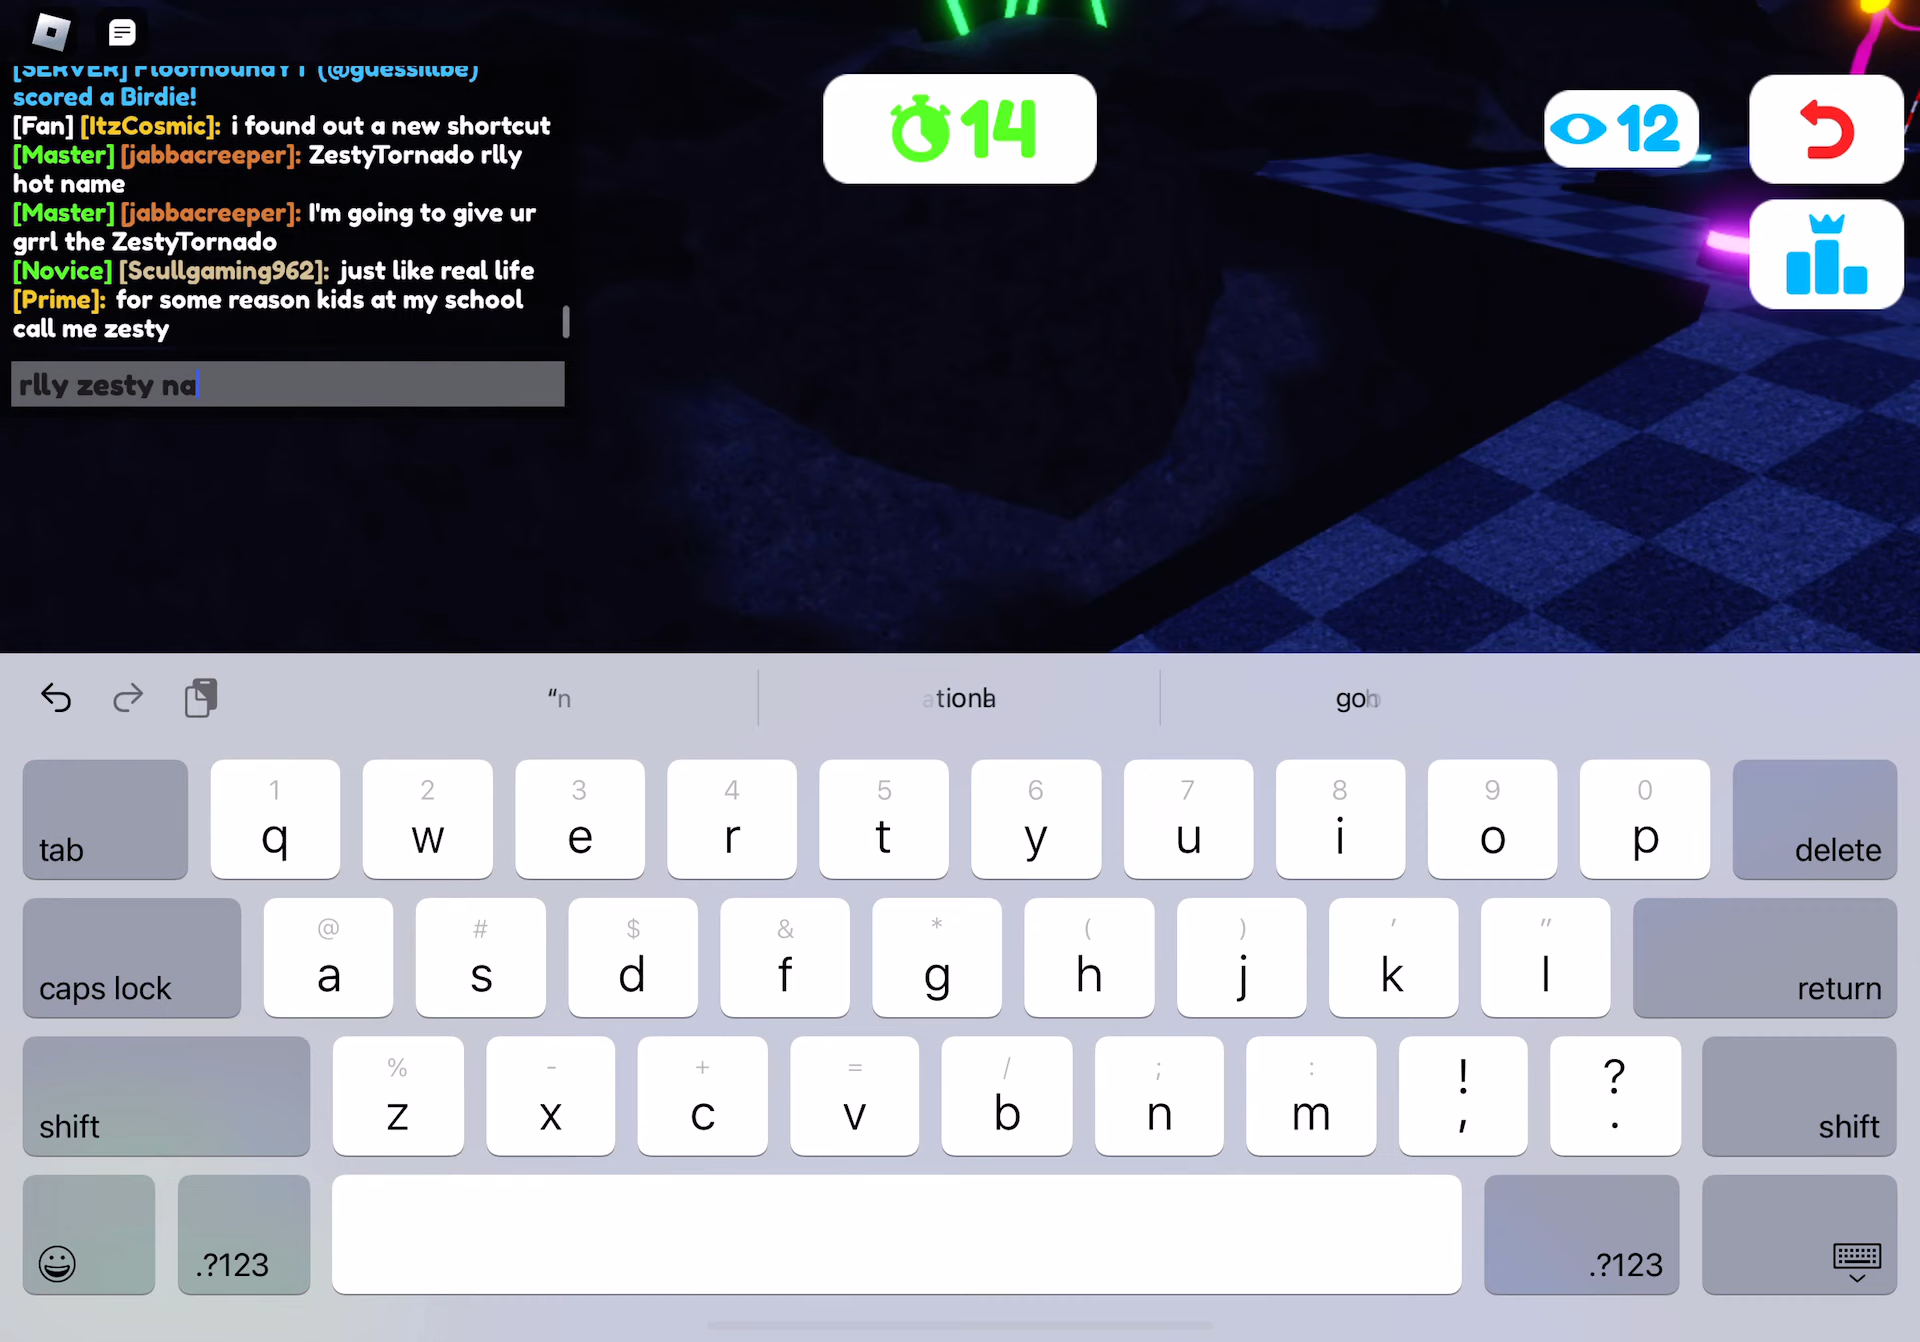 [SERVER] FloofhoundYT (@guessillbe)
scored a Birdie!
[Fan] [ItzCosmic]: i found out a new shortcut
[Master] [jabbacreeper]: ZestyTornado rlly
hot name
[Master] [jabbacreeper]: I'm going to give ur
grrl the ZestyTornado
[Novice] [Scullgaming962]: just like real life
[Prime]: for some reason kids at my school
call me zesty
rlly zesty na
14
12
tab
1 2 3 4 5 6 7 8 9 0
q w e r t y u i o p
delete
@ # $ & * ( ) ' "
caps lock a s d f g h j k l return
% - + = / ; : ! ?
shift z x c v b n m , . shift
.?123 .?123